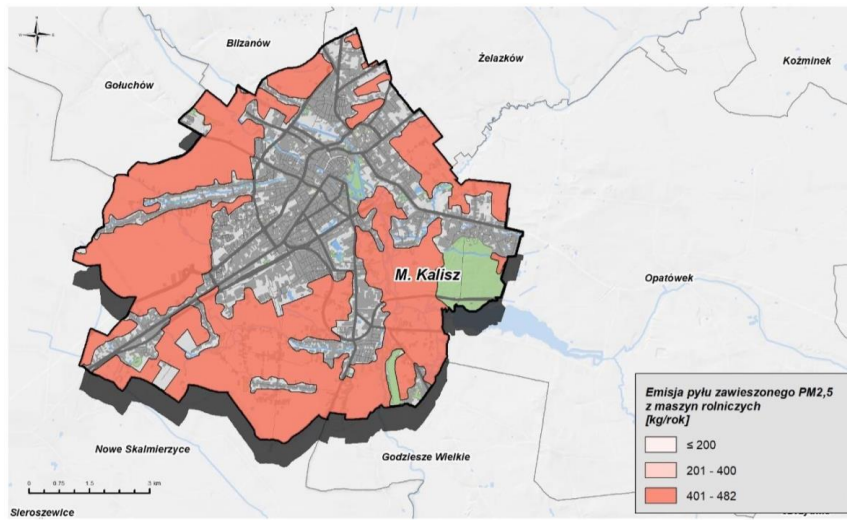 Blizanów
Żelazków
Koźminek
Gołuchów
M. Kalisz
Opatówek
Emisja pyłu zawieszonego PM2,5
z maszyn rolniczych
[kg/rok]
≤ 200
201 - 400
401 - 482
Nowe Skalmierzyce
Godziesze Wielkie
0 0.75 1.5 3 km
Sieroszewice